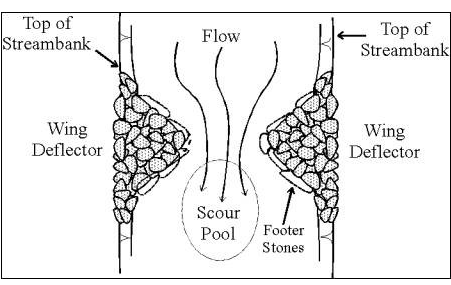 Top of
Streambank
Flow
Top of
Streambank
Wing
Deflector
Wing
Deflector
Scour
Pool
Footer
Stones